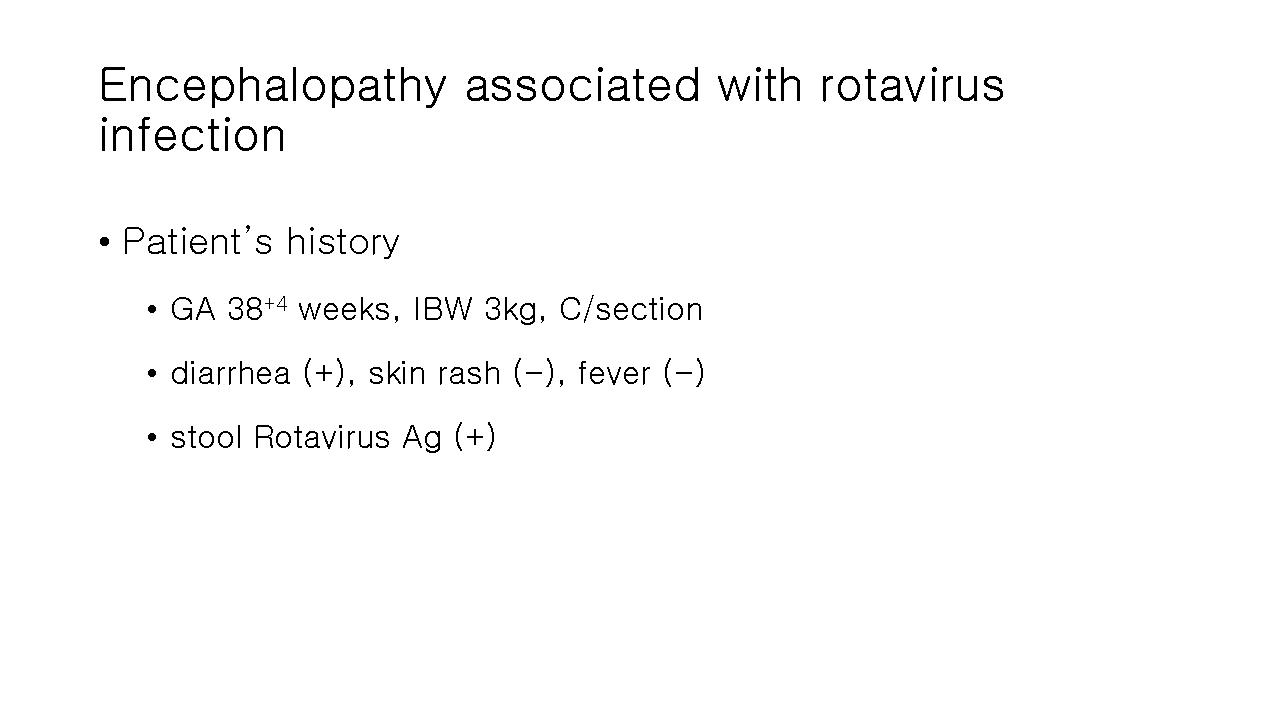 Encephalopathy associated with rotavirus
infection
• Patient’s history
• GA 38⁺⁴ weeks, IBW 3kg, C/section
• diarrhea (+), skin rash (-), fever (-)
• stool Rotavirus Ag (+)